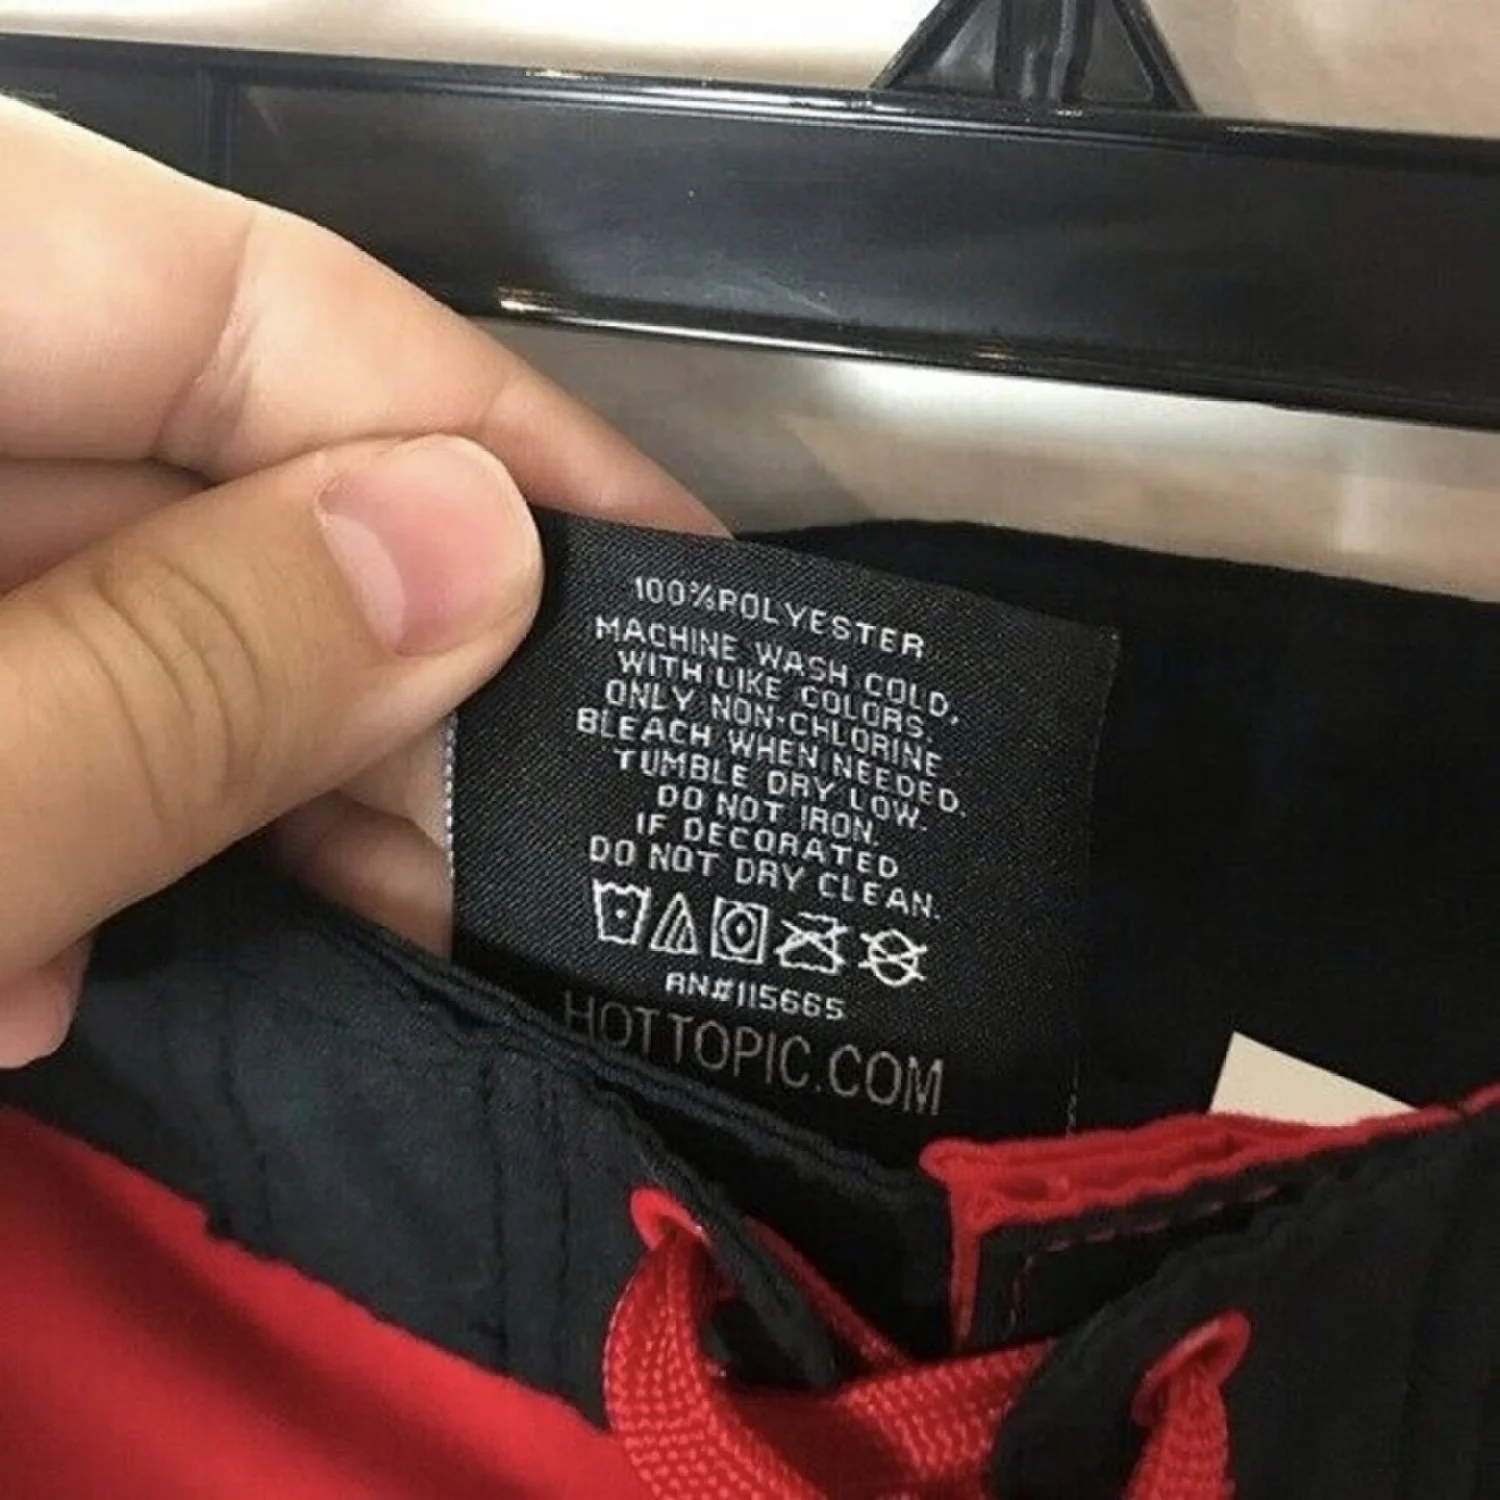 100%POLYESTER
MACHINE WASH COLD,
WITH LIKE COLORS.
ONLY NON-CHLORINE
BLEACH WHEN NEEDED.
TUMBLE DRY LOW.
DO NOT IRON.
IF DECORATED
DO NOT DRY CLEAN.
RN#115665
HOTTOPIC.COM